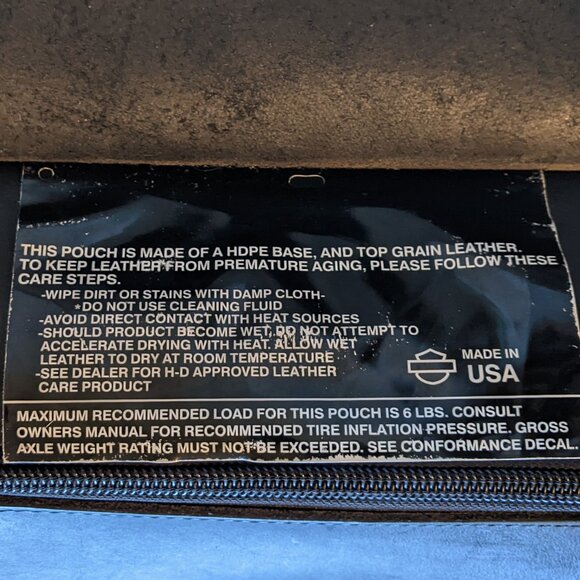 THIS POUCH IS MADE OF A HDPE BASE, AND TOP GRAIN LEATHER.
TO KEEP LEATHER FROM PREMATURE AGING, PLEASE FOLLOW THESE
CARE STEPS.
-WIPE DIRT OR STAINS WITH DAMP CLOTH-
*DO NOT USE CLEANING FLUID
-AVOID DIRECT CONTACT WITH HEAT SOURCES
-SHOULD PRODUCT BECOME WET, DO NOT ATTEMPT TO
ACCELERATE DRYING WITH HEAT. ALLOW WET
LEATHER TO DRY AT ROOM TEMPERATURE
-SEE DEALER FOR H-D APPROVED LEATHER
CARE PRODUCT
MADE IN
USA
MAXIMUM RECOMMENDED LOAD FOR THIS POUCH IS 6 LBS. CONSULT
OWNERS MANUAL FOR RECOMMENDED TIRE INFLATION PRESSURE. GROSS
AXLE WEIGHT RATING MUST NOT BE EXCEEDED. SEE CONFORMANCE DECAL.